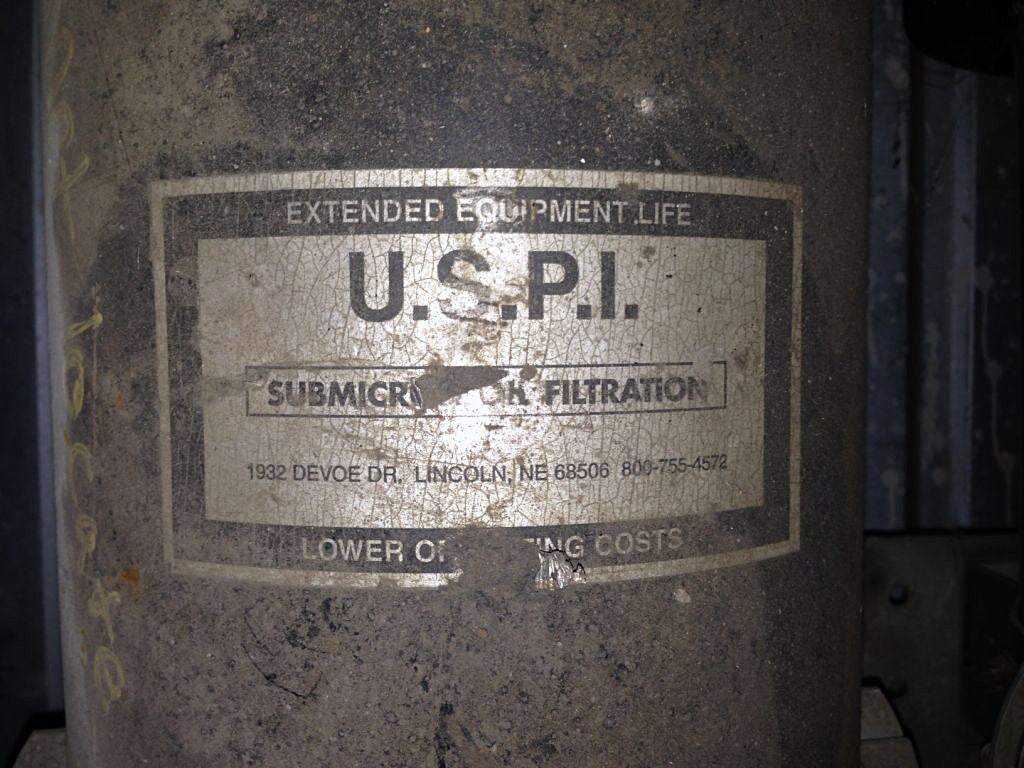 EXTENDED EQUIPMENT LIFE
U.S.P.I.
FILTRATION
1932 DEVOE DR. LINCOLN, NE 68506 800-755-4572
LOWER COSTS